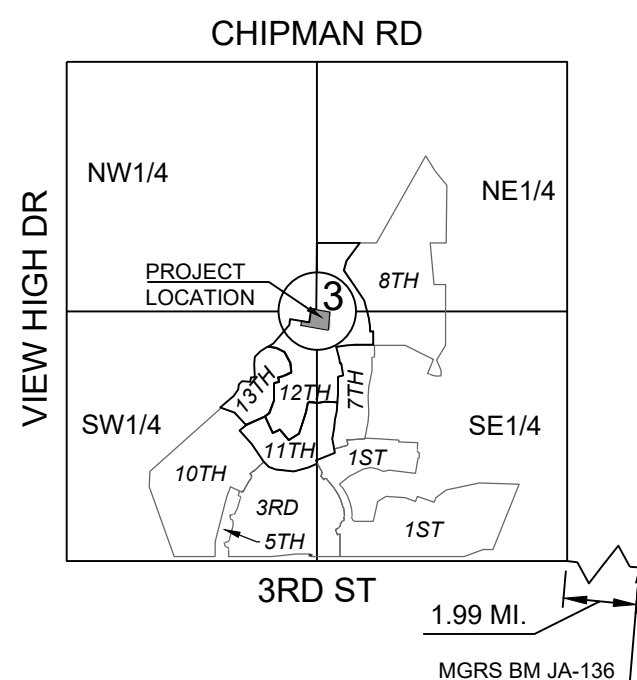 CHIPMAN RD
NW1/4
NE1/4
VIEW HIGH DR
PROJECT
LOCATION
3
8TH
13TH
12TH
7TH
SW1/4
SE1/4
11TH
1ST
10TH
3RD
1ST
5TH
3RD ST
1.99 MI.
MGRS BM JA-136